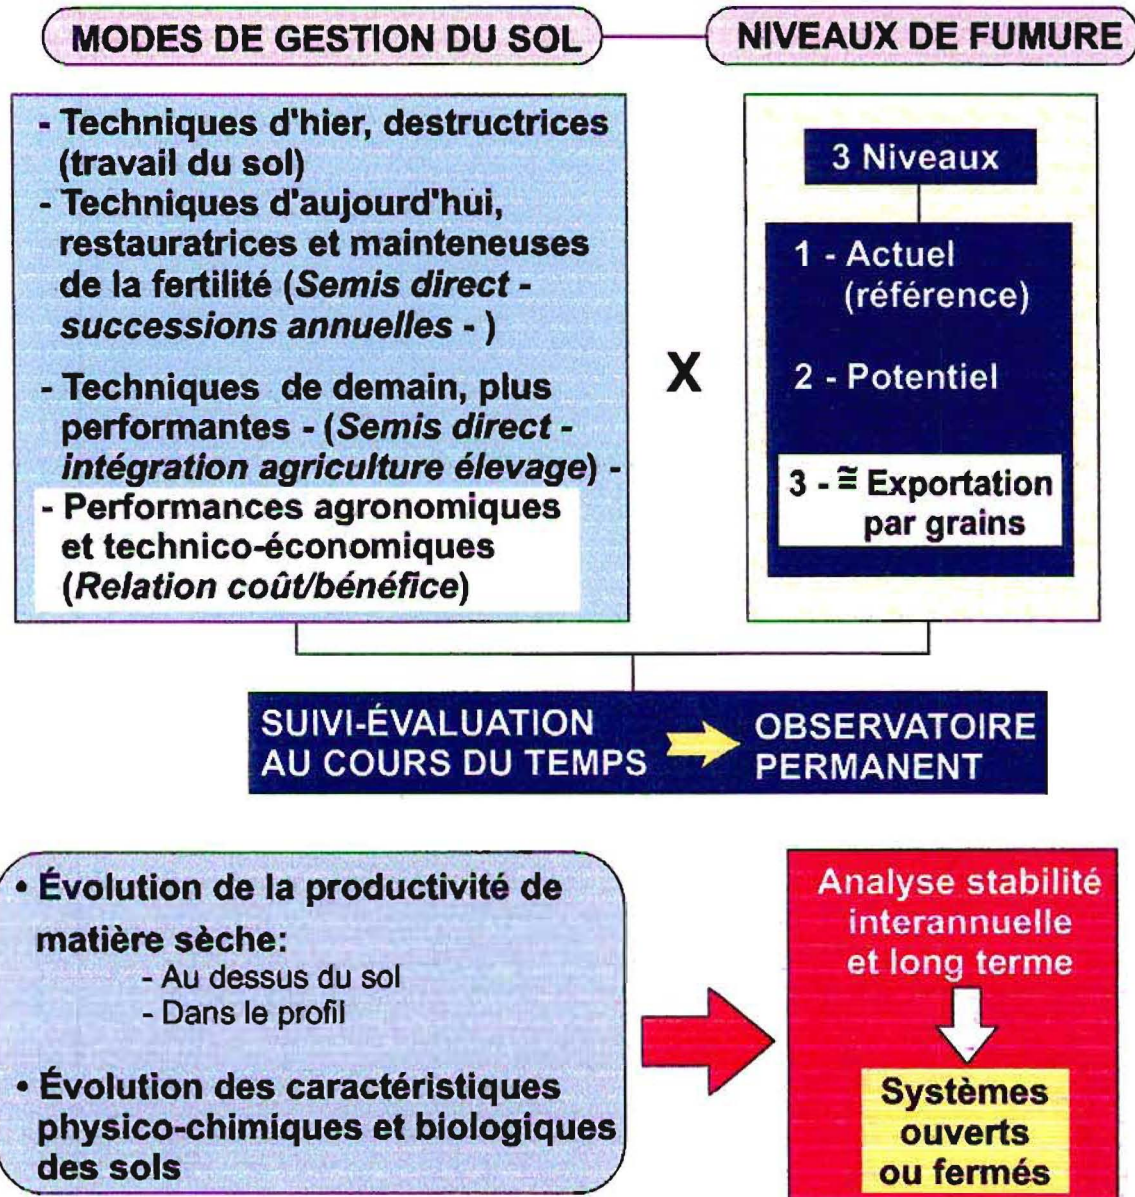 MODES DE GESTION DU SOL
NIVEAUX DE FUMURE
- Techniques d'hier, destructrices
(travail du sol)
- Techniques d'aujourd'hui,
restauratrices et mainteneuses
de la fertilité (Semis direct -
successions annuelles - )
- Techniques de demain, plus
performantes - (Semis direct -
intégration agriculture élevage) -
- Performances agronomiques
et technico-économiques
(Relation coût/bénéfice)
X
3 Niveaux
1 - Actuel
(référence)
2 - Potentiel
3 - ≅ Exportation
par grains
SUIVI-ÉVALUATION
AU COURS DU TEMPS
OBSERVATOIRE
PERMANENT
• Évolution de la productivité de
matière sèche:
- Au dessus du sol
- Dans le profil
• Évolution des caractéristiques
physico-chimiques et biologiques
des sols
Analyse stabilité
interannuelle
et long terme
Systèmes
ouverts
ou fermés